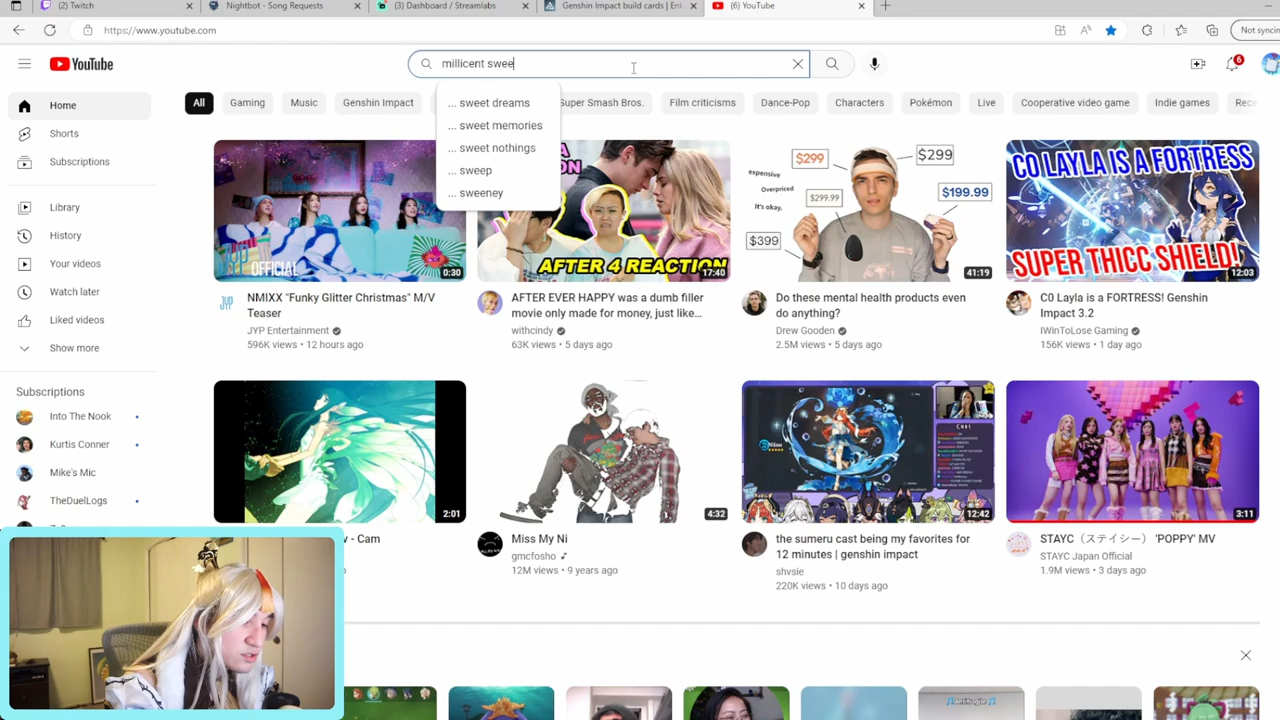 (2) Twitch
Nightbot - Song Requests
(3) Dashboard / Streamlabs
Genshin Impact build cards | En
(6) YouTube
https://www.youtube.com
Not syncin
YouTube
millicent swee
6
... sweet dreams
... sweet memories
... sweet nothings
... sweep
... sweeney
All
Gaming
Music
Genshin Impact
Super Smash Bros.
Film criticisms
Dance-Pop
Characters
Pokémon
Live
Cooperative video game
Indie games
Rece
Home
Shorts
Subscriptions
Library
History
Your videos
Watch later
Liked videos
Show more
Subscriptions
Into The Nook
Kurtis Conner
Mike's Mic
TheDuelLogs
OFFICIAL
0:30
NMIXX "Funky Glitter Christmas" M/V
Teaser
JYP Entertainment
596K views • 12 hours ago
AFTER 4 REACTION
17:40
AFTER EVER HAPPY was a dumb filler
movie only made for money, just like...
withcindy
63K views • 5 days ago
$299
$299
expensive
Overpriced
It's okay.
$299.99
$199.99
$399
41:19
Do these mental health products even
do anything?
Drew Gooden
2.5M views • 5 days ago
C0 LAYLA IS A FORTRESS!
SUPER THICC SHIELD!
12:03
C0 Layla is a FORTRESS! Genshin
Impact 3.2
IWinToLose Gaming
156K views • 1 day ago
2:01
- Cam
4:32
Miss My Ni
gmcfosho
12M views • 9 years ago
Nilou
CHAT
12:42
the sumeru cast being my favorites for
12 minutes | genshin impact
shvsie
220K views • 10 days ago
3:11
STAYC（ステイシー） 'POPPY' MV
STAYC Japan Official
1.9M views • 3 days ago